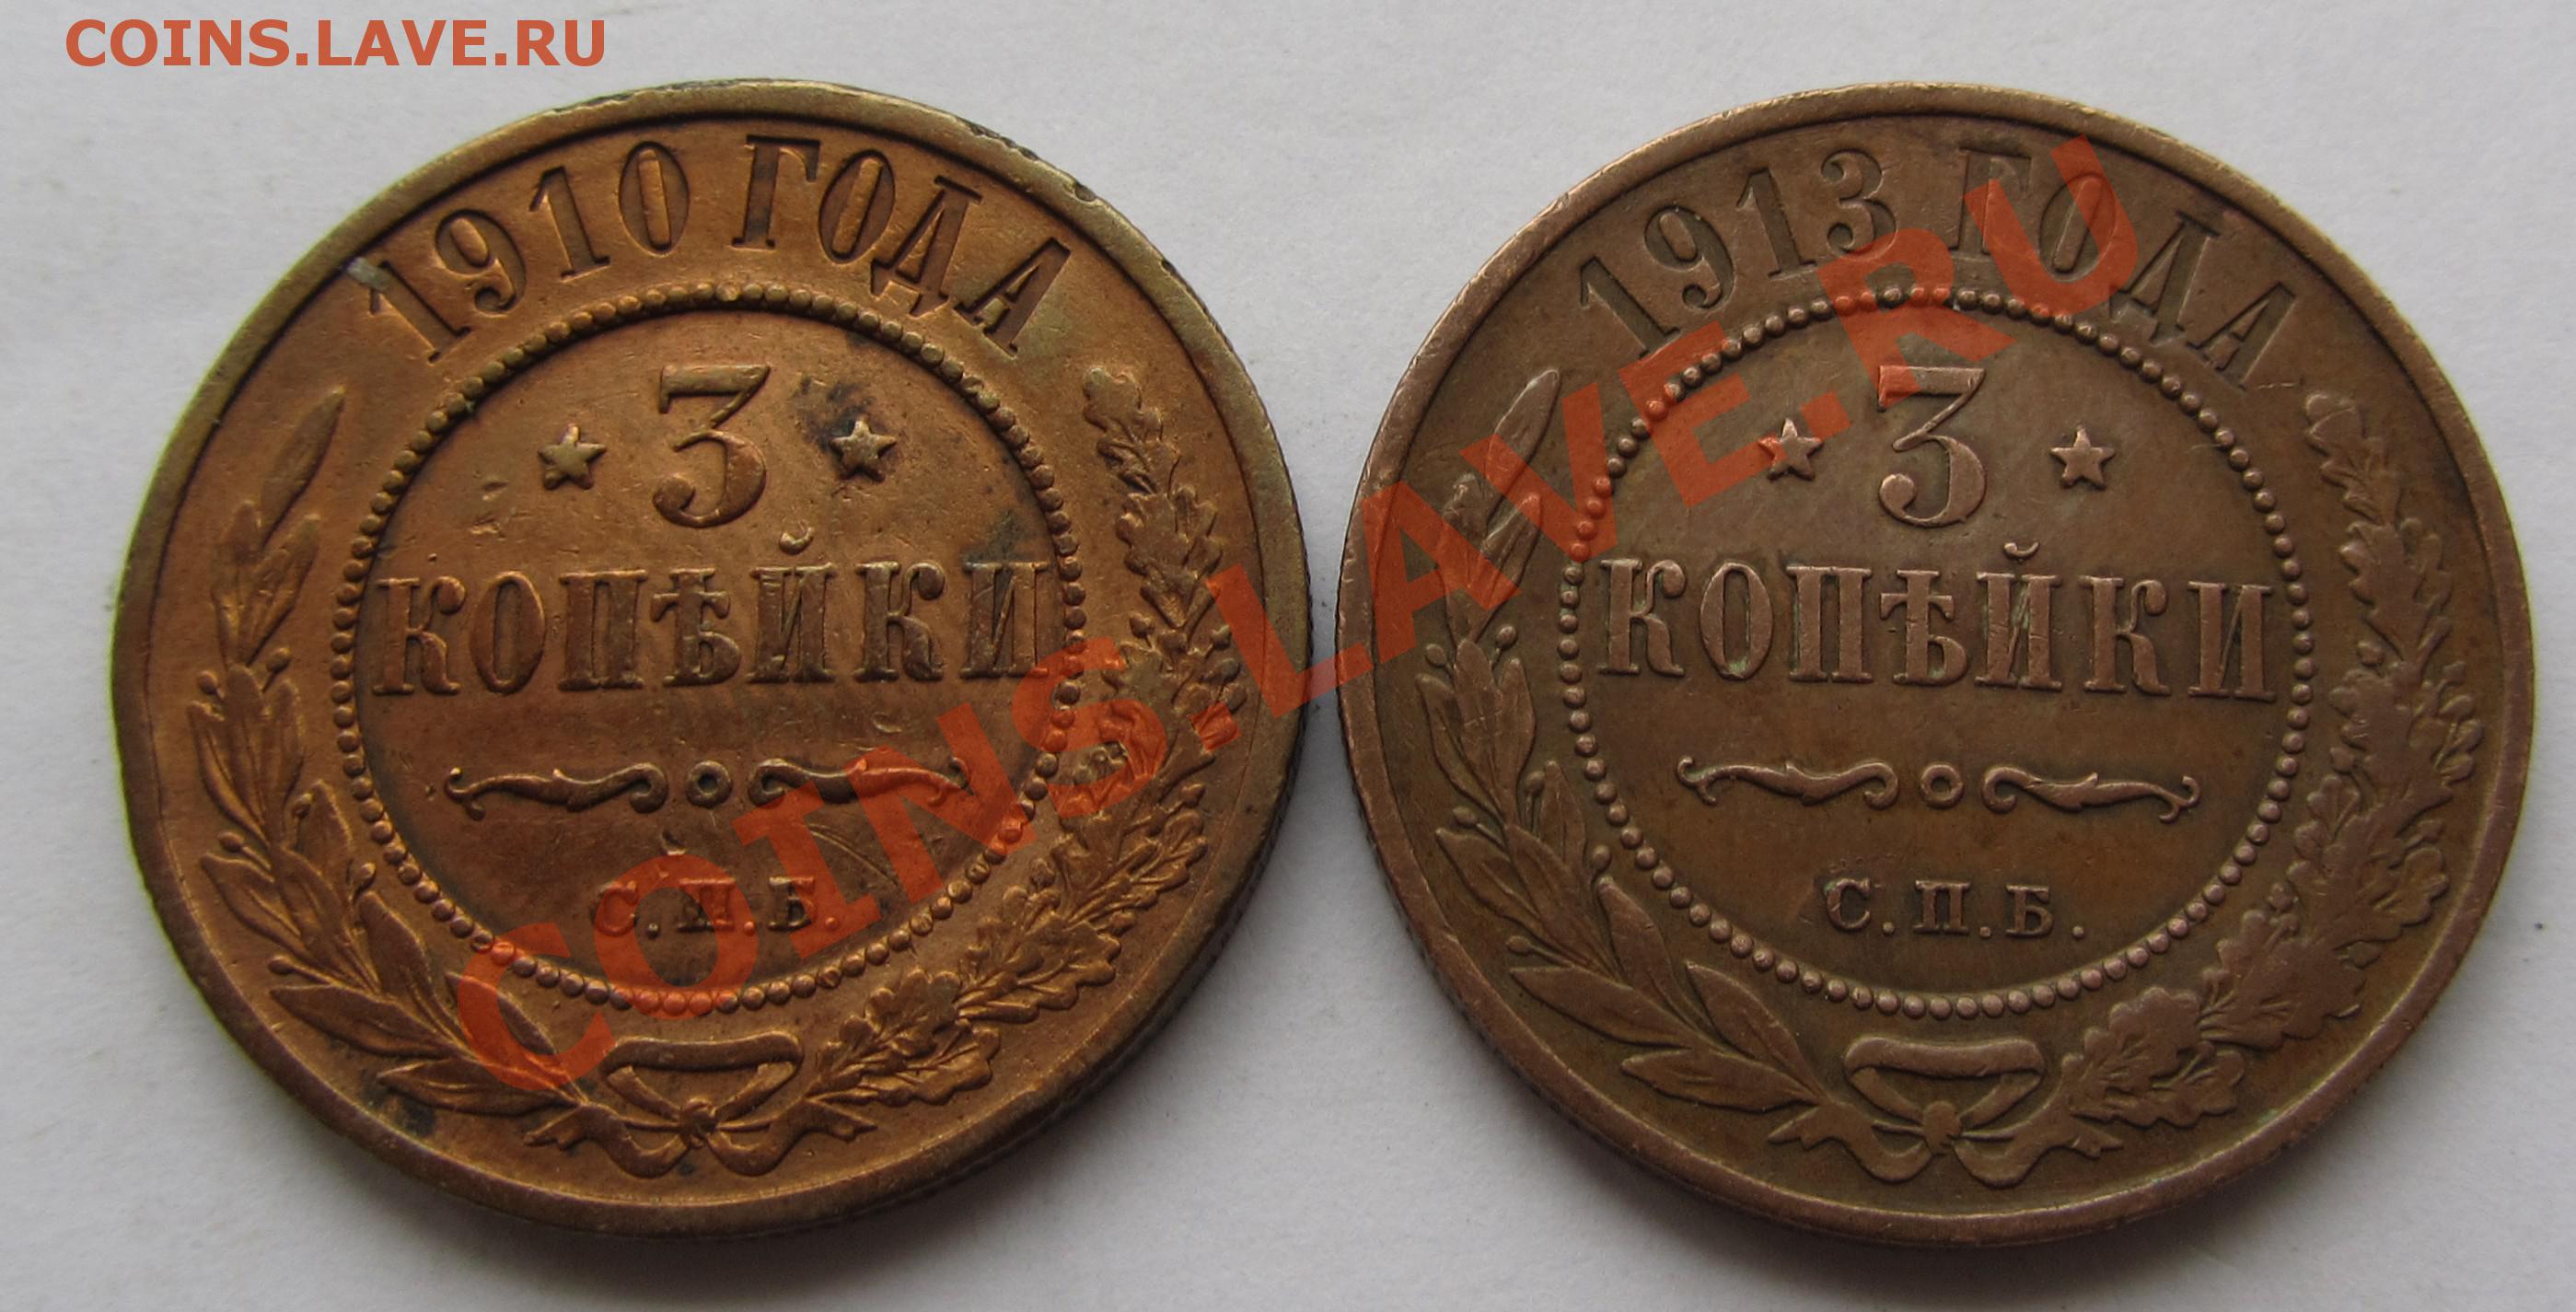 COINS.LAVE.RU
1910 ГОДА
3
КОПѢЙКИ
С.П.Б.
1913 ГОДА
3
КОПѢЙКИ
С.П.Б.
COINS.LAVE.RU